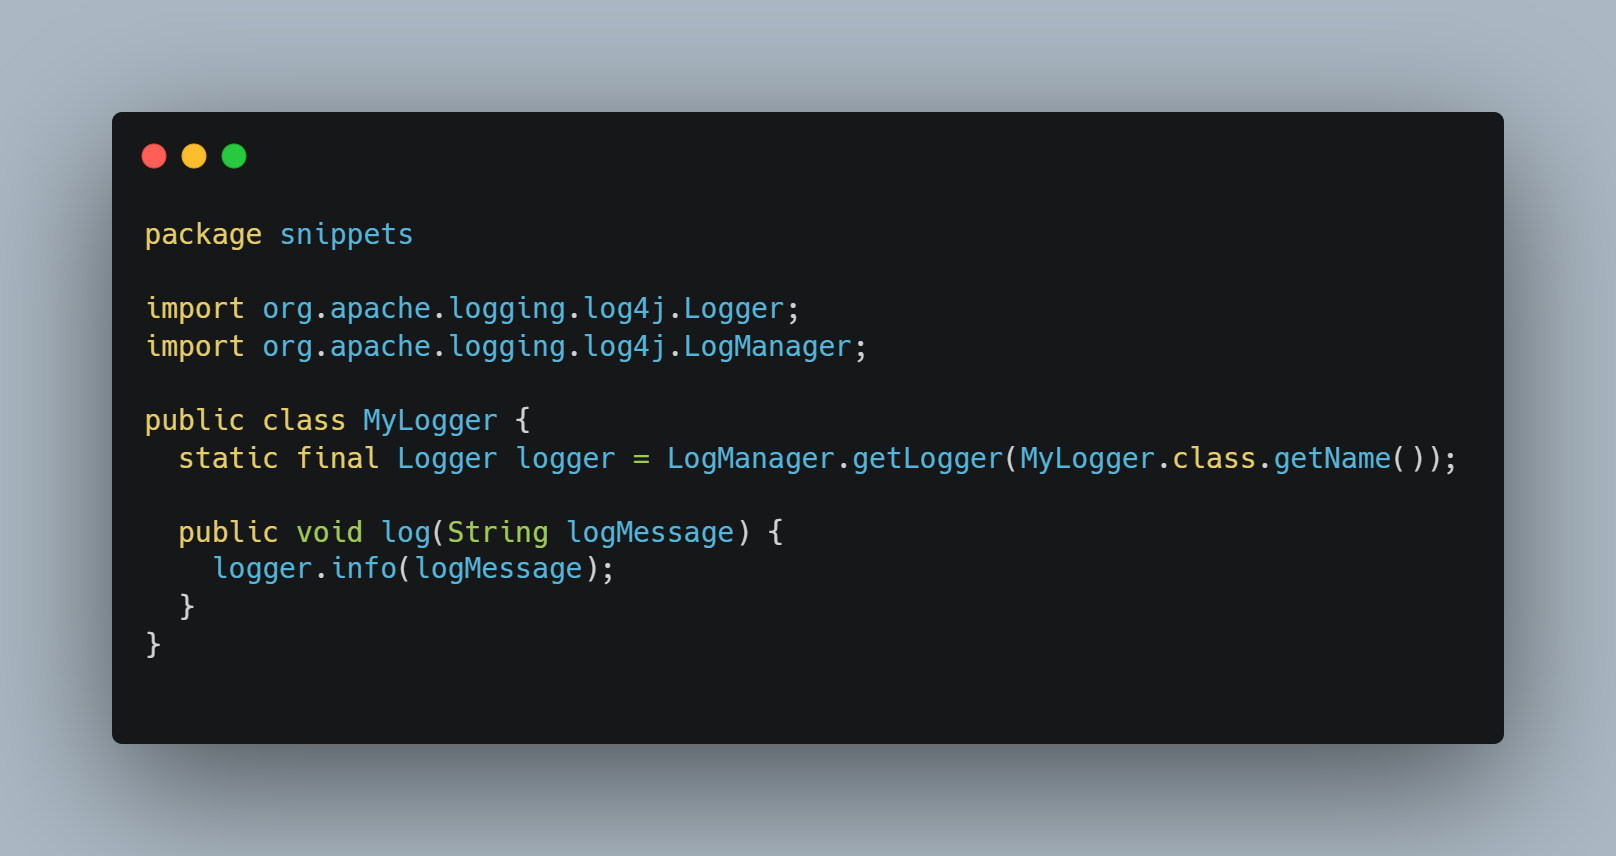 package snippets
import org.apache.logging.log4j.Logger;
import org.apache.logging.log4j.LogManager;
public class MyLogger {
  static final Logger logger = LogManager.getLogger(MyLogger.class.getName());
  public void log(String logMessage) {
    logger.info(logMessage);
  }
}